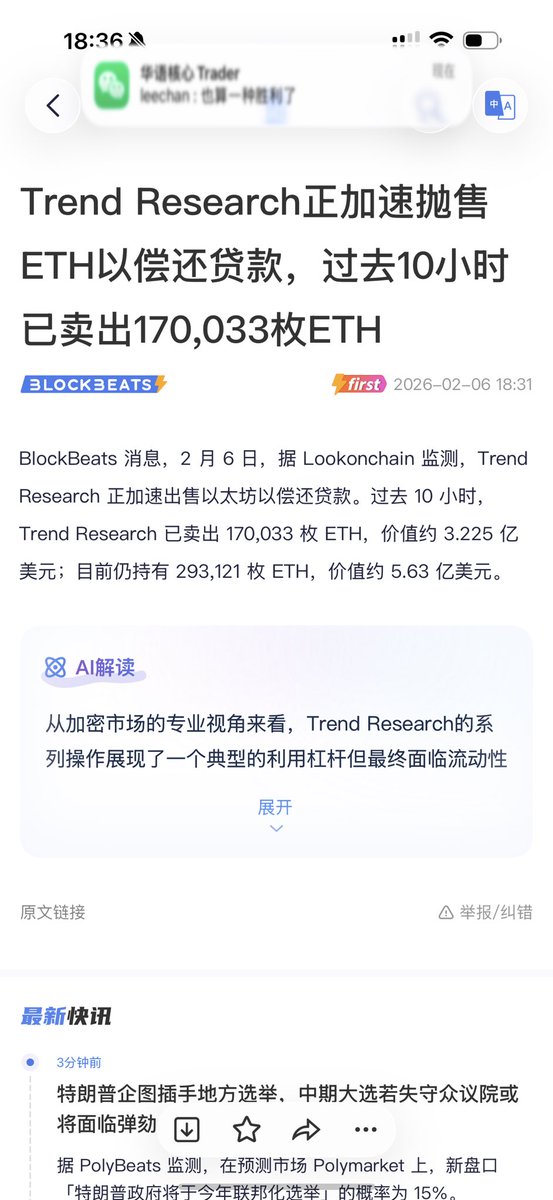 18:36
华语核心 Trader
现在
leechan : 也算一种胜利了
中 A
Trend Research正加速抛售
ETH以偿还贷款，过去10小时
已卖出170,033枚ETH
BLOCKBEATS
first 2026-02-06 18:31
BlockBeats 消息，2 月 6 日，据 Lookonchain 监测，Trend
Research 正加速出售以太坊以偿还贷款。过去 10 小时，
Trend Research 已卖出 170,033 枚 ETH，价值约 3.225 亿
美元；目前仍持有 293,121 枚 ETH，价值约 5.63 亿美元。
AI解读
从加密市场的专业视角来看，Trend Research的系
列操作展现了一个典型的利用杠杆但最终面临流动性
展开
原文链接
举报/纠错
最新快讯
3分钟前
特朗普企图插手地方选举，中期大选若失守众议院或
将面临弹劾
据 PolyBeats 监测，在预测市场 Polymarket 上，新盘口
「特朗普政府将于今年联邦化选举」的概率为 15%。